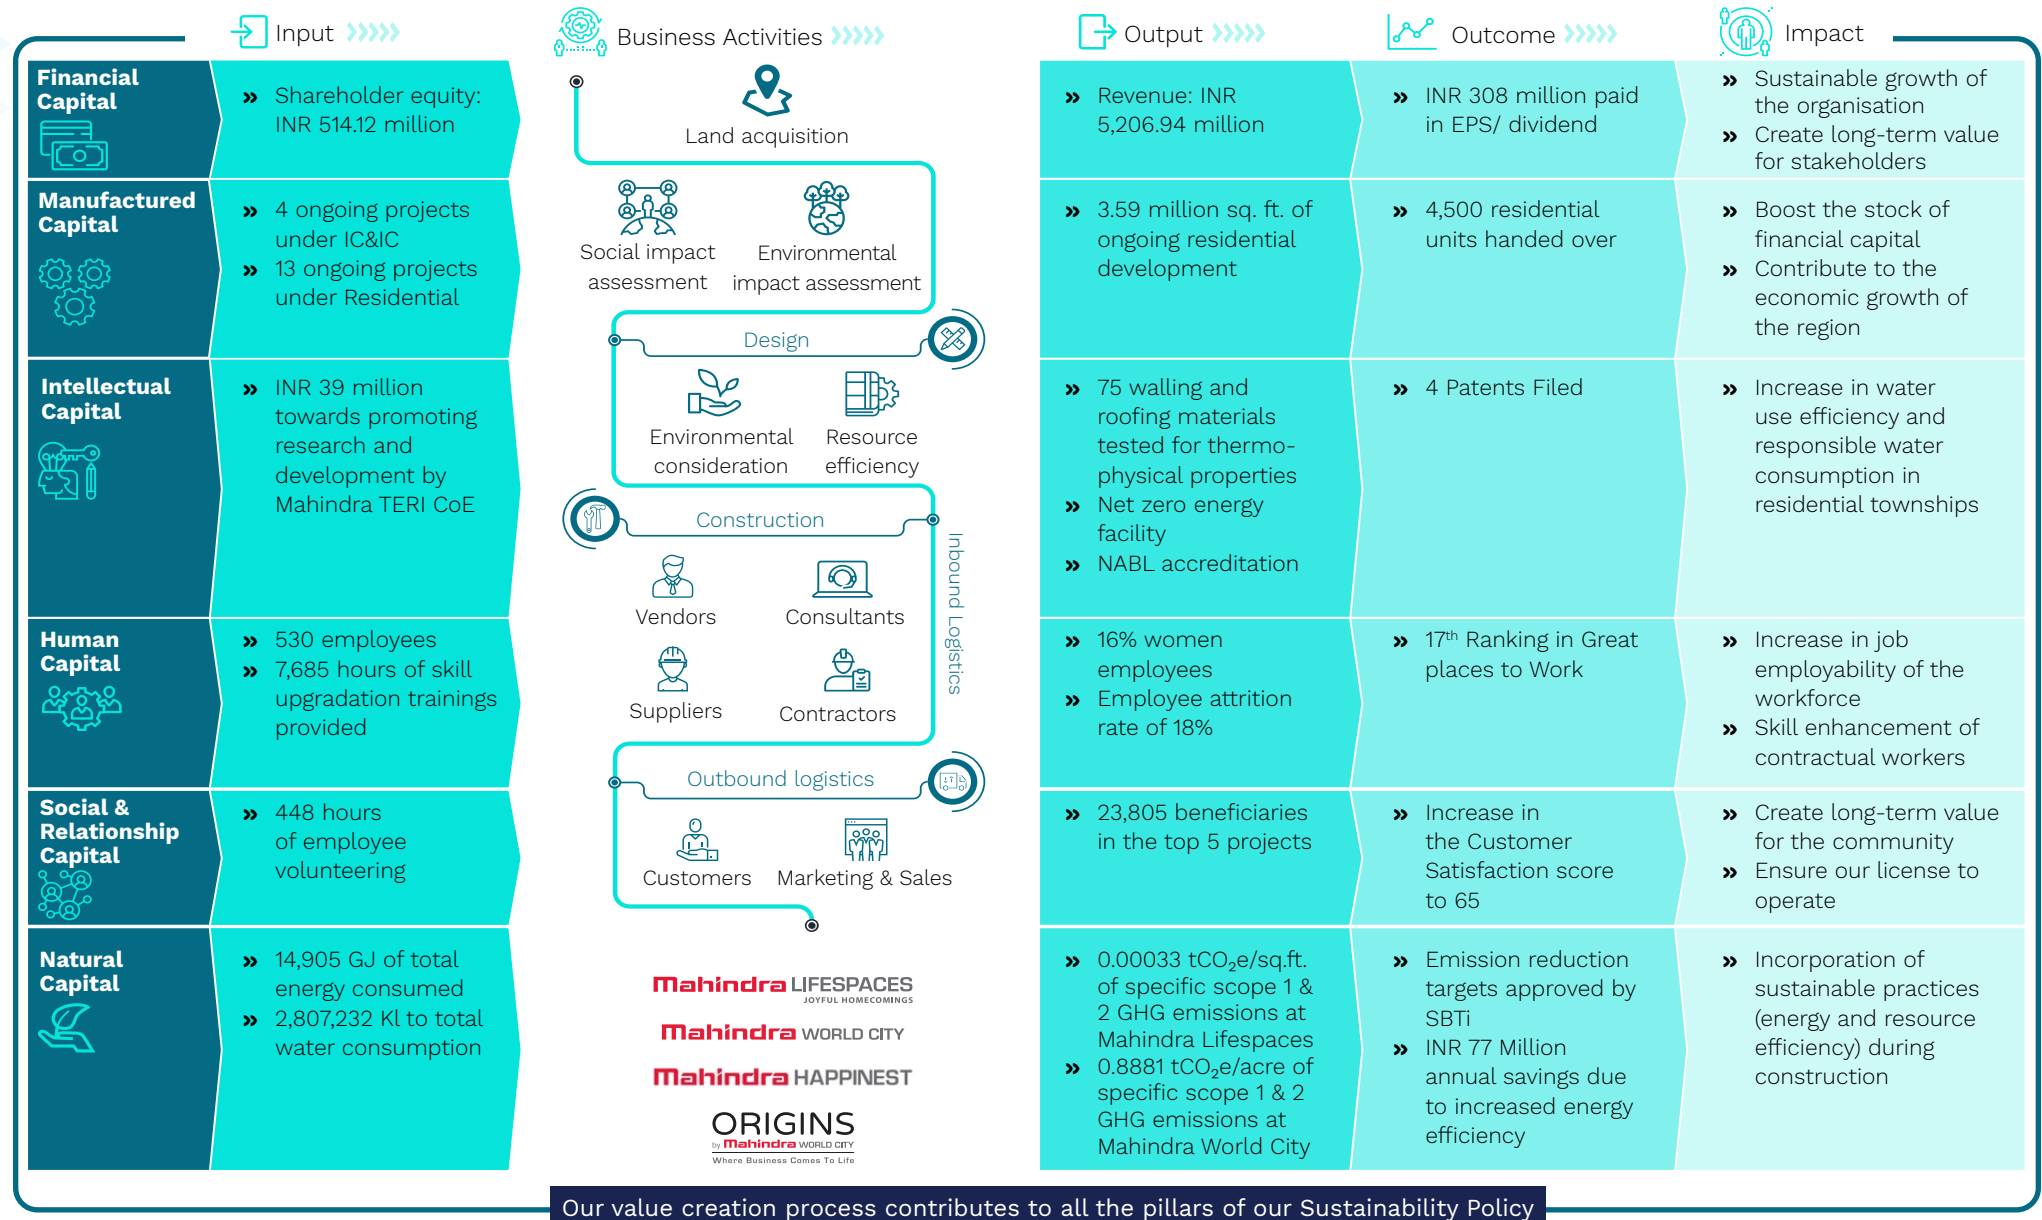 Input
Business Activities
Output
Outcome
Impact
Financial
Capital
Shareholder equity:
INR 514.12 million
Land acquisition
Revenue: INR
5,206.94 million
INR 308 million paid
in EPS/ dividend
Sustainable growth of
the organisation
Create long-term value
for stakeholders
Manufactured
Capital
4 ongoing projects
under IC&IC
13 ongoing projects
under Residential
Social impact
assessment
Environmental
impact assessment
Design
3.59 million sq. ft. of
ongoing residential
development
4,500 residential
units handed over
Boost the stock of
financial capital
Contribute to the
economic growth of
the region
Intellectual
Capital
INR 39 million
towards promoting
research and
development by
Mahindra TERI CoE
Environmental
consideration
Resource
efficiency
Construction
Inbound Logistics
Vendors
Consultants
75 walling and
roofing materials
tested for thermo-
physical properties
Net zero energy
facility
NABL accreditation
4 Patents Filed
Increase in water
use efficiency and
responsible water
consumption in
residential townships
Human
Capital
530 employees
7,685 hours of skill
upgradation trainings
provided
Suppliers
Contractors
Outbound logistics
16% women
employees
Employee attrition
rate of 18%
17th Ranking in Great
places to Work
Increase in job
employability of the
workforce
Skill enhancement of
contractual workers
Social &
Relationship
Capital
448 hours
of employee
volunteering
Customers
Marketing & Sales
23,805 beneficiaries
in the top 5 projects
Increase in
the Customer
Satisfaction score
to 65
Create long-term value
for the community
Ensure our license to
operate
Natural
Capital
14,905 GJ of total
energy consumed
2,807,232 Kl to total
water consumption
Mahindra LIFESPACES
JOYFUL HOMECOMINGS
Mahindra WORLD CITY
Mahindra HAPPINEST
ORIGINS
by Mahindra WORLD CITY
Where Business Comes To Life
0.00033 tCO₂e/sq.ft.
of specific scope 1 &
2 GHG emissions at
Mahindra Lifespaces
0.8881 tCO₂e/acre of
specific scope 1 & 2
GHG emissions at
Mahindra World City
Emission reduction
targets approved by
SBTi
INR 77 Million
annual savings due
to increased energy
efficiency
Incorporation of
sustainable practices
(energy and resource
efficiency) during
construction
Our value creation process contributes to all the pillars of our Sustainability Policy